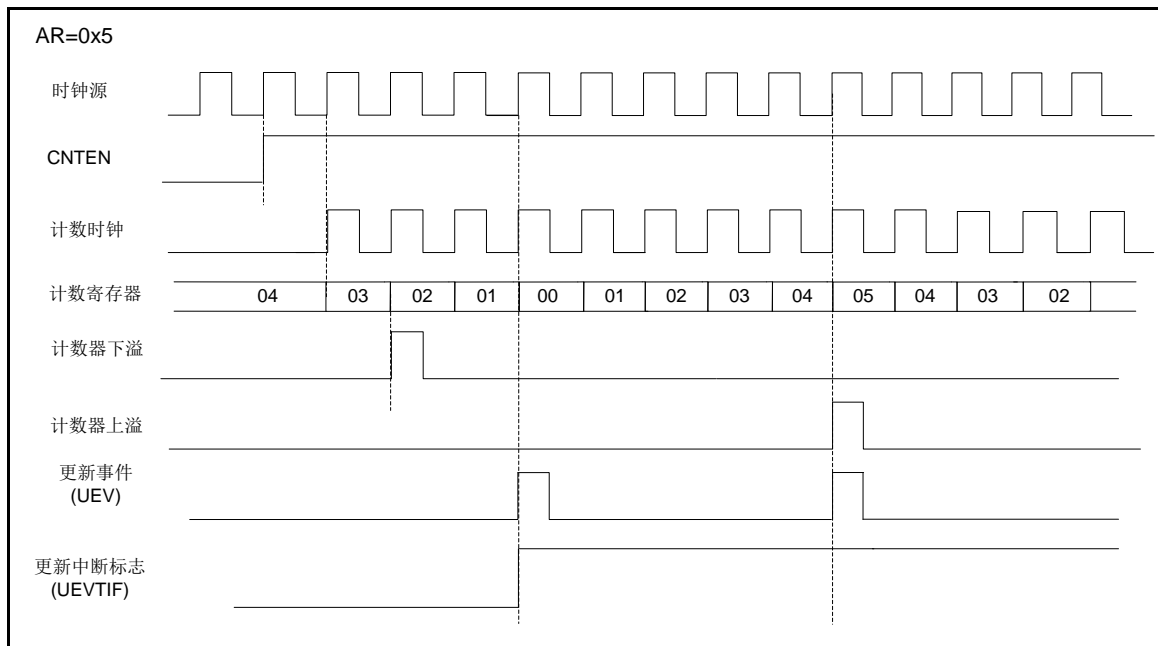 AR=0x5
时钟源
CNTEN
计数时钟
计数寄存器 04 03 02 01 00 01 02 03 04 05 04 03 02
计数器下溢
计数器上溢
更新事件
(UEV)
更新中断标志
(UEVTIF)